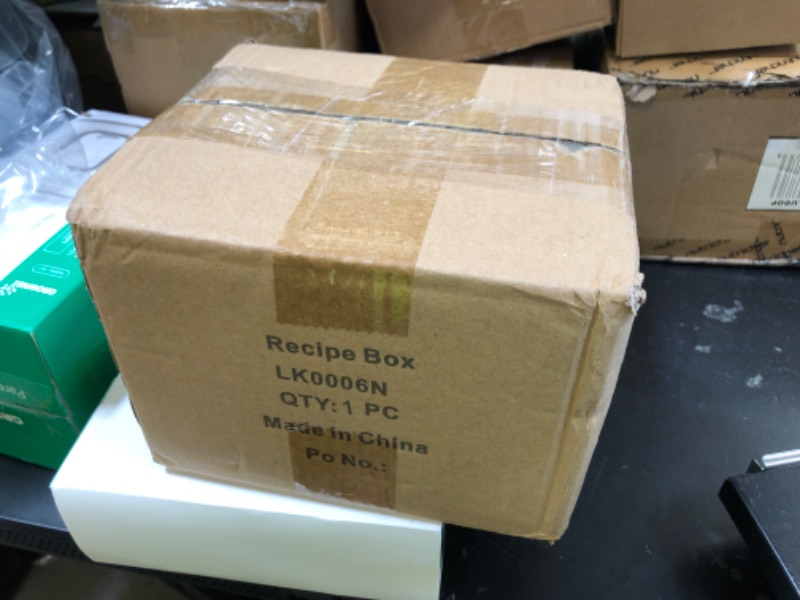 Recipe Box
LK0006N
QTY: 1 PC
Made in China
Po No.: